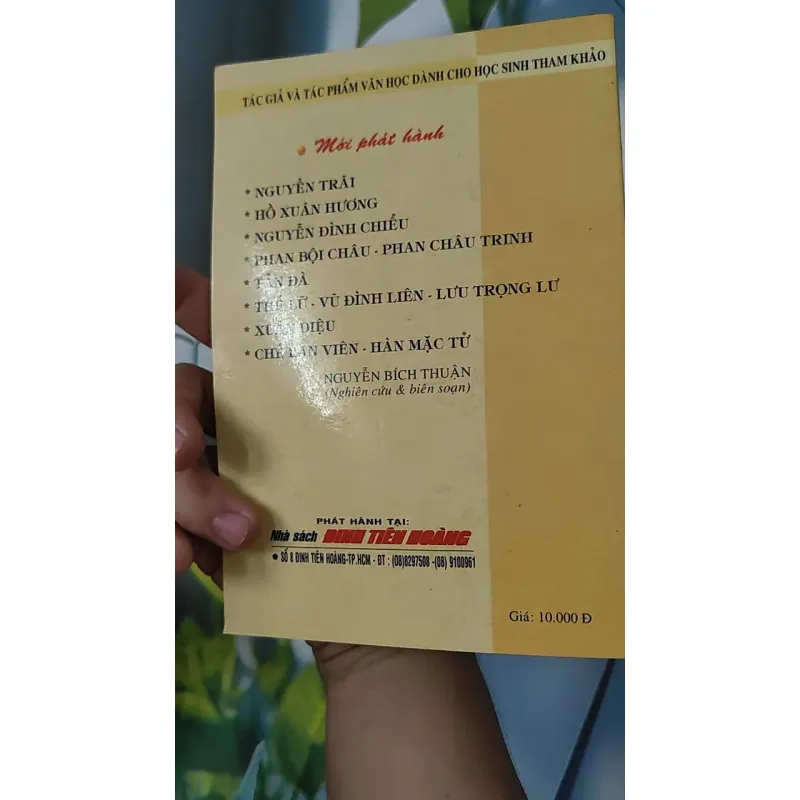 TÁC GIẢ VÀ TÁC PHẨM VĂN HỌC DÀNH CHO HỌC SINH THAM KHẢO
Mới phát hành
* NGUYỄN TRÃI
* HỒ XUÂN HƯƠNG
* NGUYỄN ĐÌNH CHIỂU
* PHAN BỘI CHÂU - PHAN CHÂU TRINH
* TẢN ĐÀ
* THẾ LỮ - VŨ ĐÌNH LIÊN - LƯU TRỌNG LƯ
* XUÂN DIỆU
* CHẾ LAN VIÊN - HÀN MẶC TỬ
NGUYỄN BÍCH THUẬN
(Nghiên cứu & biên soạn)
PHÁT HÀNH TẠI:
Nhà sách ĐINH TIÊN HOÀNG
• SỐ 8 ĐINH TIÊN HOÀNG-TP.HCM - ĐT : (08)8297508 -(08) 9100961
Giá: 10.000 Đ